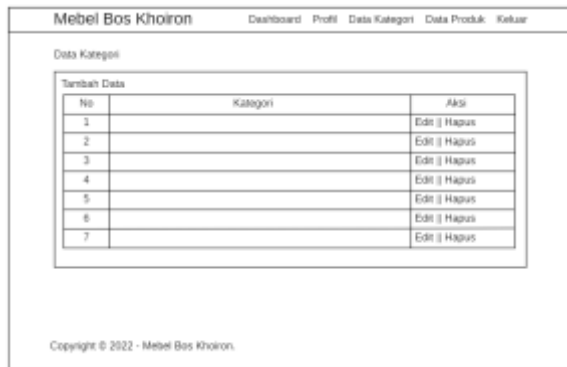 Mebel Bos Khoiron Dashboard Profil Data Kategori Data Produk Keluar
Data Kategori
Tambah Data
No Kategori Aksi
1 Edit || Hapus
2 Edit || Hapus
3 Edit || Hapus
4 Edit || Hapus
5 Edit || Hapus
6 Edit || Hapus
7 Edit || Hapus
Copyright © 2022 - Mebel Bos Khoiron.